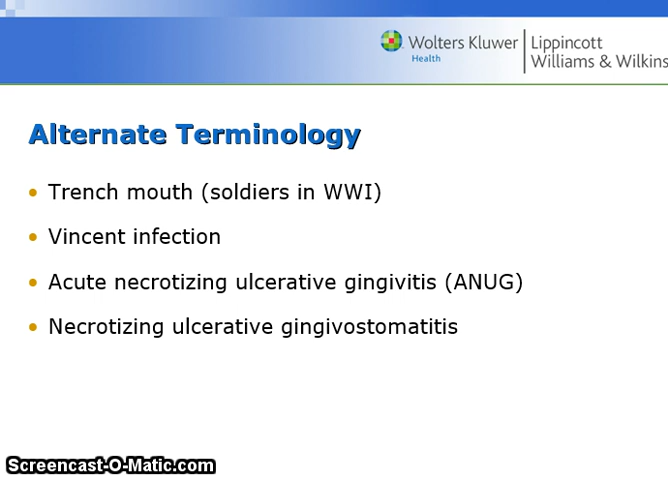 Wolters Kluwer
Health
Lippincott
Williams & Wilkins
Alternate Terminology
Trench mouth (soldiers in WWI)
Vincent infection
Acute necrotizing ulcerative gingivitis (ANUG)
Necrotizing ulcerative gingivostomatitis
Screencast-O-Matic.com